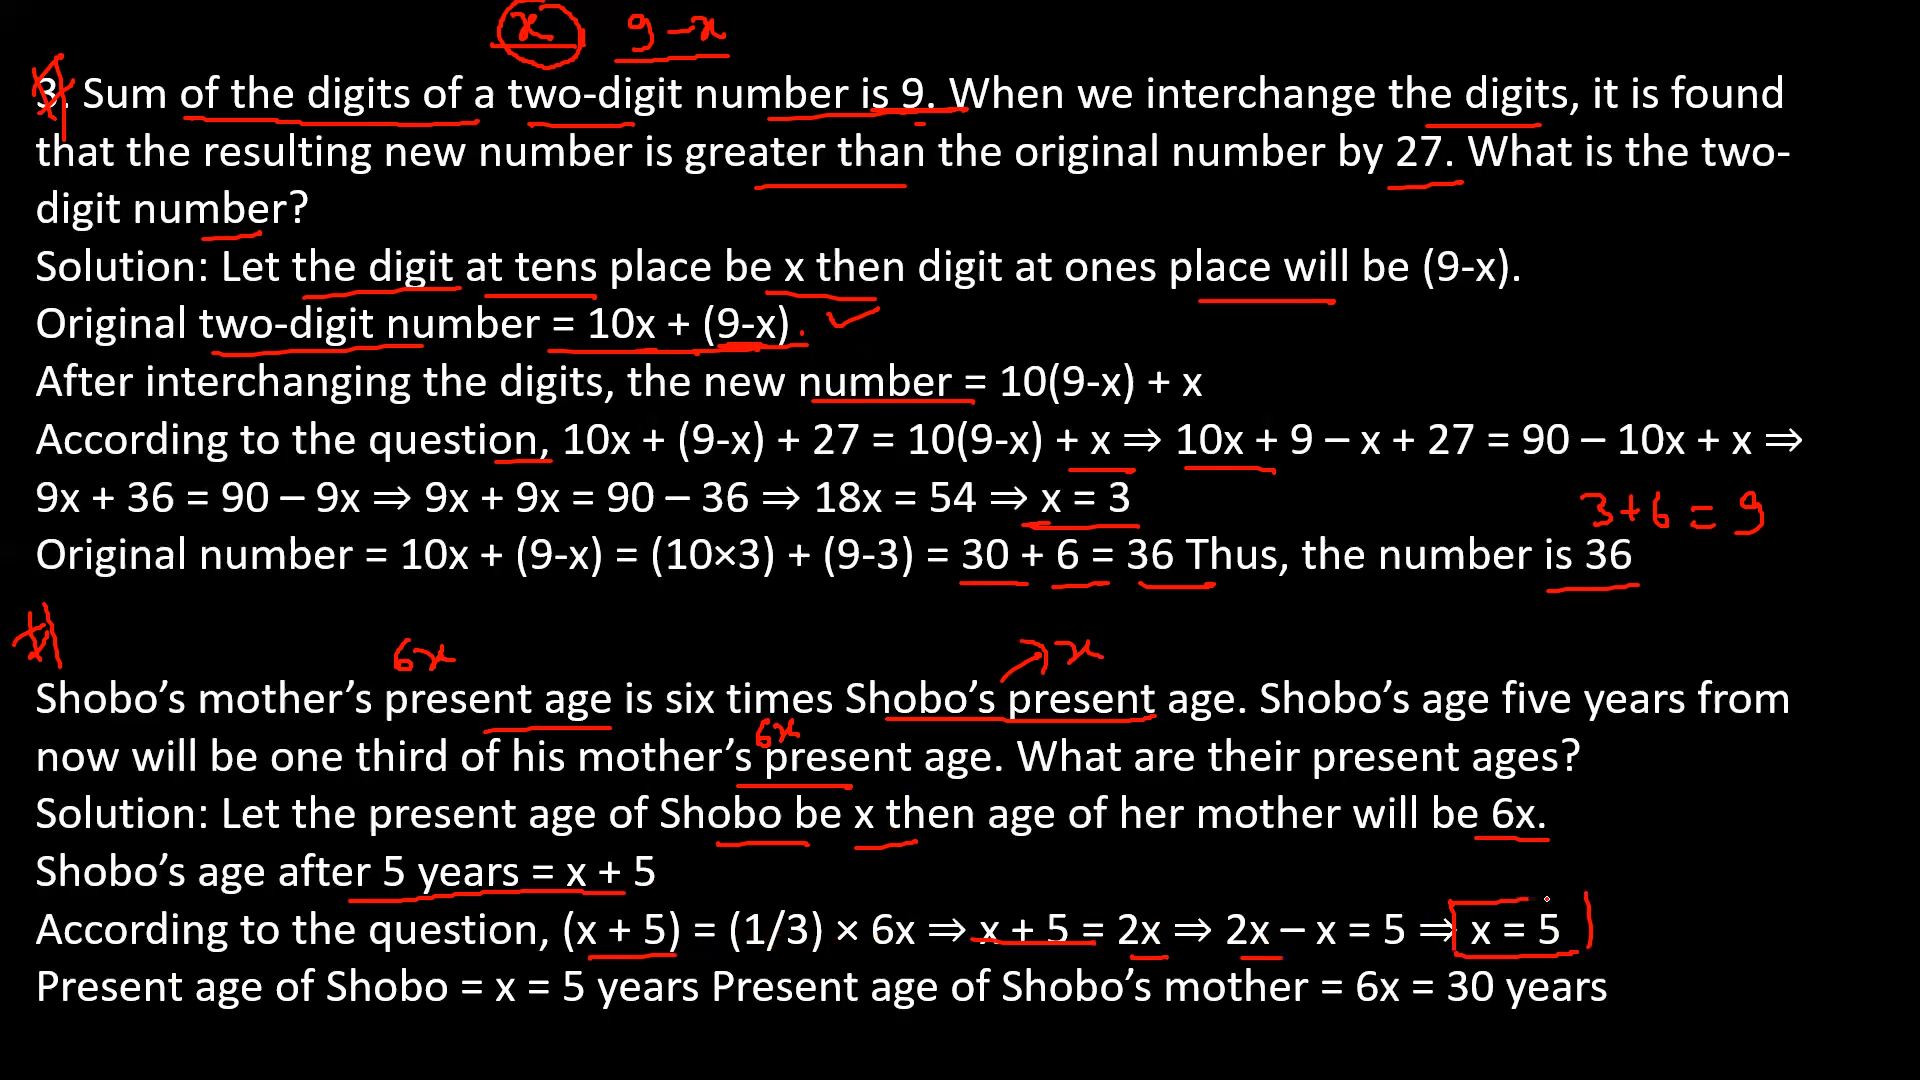 x 9-x
3. Sum of the digits of a two-digit number is 9. When we interchange the digits, it is found
that the resulting new number is greater than the original number by 27. What is the two-
digit number?
Solution: Let the digit at tens place be x then digit at ones place will be (9-x).
Original two-digit number = 10x + (9-x)
After interchanging the digits, the new number = 10(9-x) + x
According to the question, 10x + (9-x) + 27 = 10(9-x) + x ⇒ 10x + 9 – x + 27 = 90 – 10x + x ⇒
9x + 36 = 90 – 9x ⇒ 9x + 9x = 90 – 36 ⇒ 18x = 54 ⇒ x = 3
3+6 = 9
Original number = 10x + (9-x) = (10×3) + (9-3) = 30 + 6 = 36 Thus, the number is 36
6x x
Shobo’s mother’s present age is six times Shobo’s present age. Shobo’s age five years from
6x
now will be one third of his mother’s present age. What are their present ages?
Solution: Let the present age of Shobo be x then age of her mother will be 6x.
Shobo’s age after 5 years = x + 5
According to the question, (x + 5) = (1/3) × 6x ⇒ x + 5 = 2x ⇒ 2x – x = 5 ⇒ x = 5
Present age of Shobo = x = 5 years Present age of Shobo’s mother = 6x = 30 years